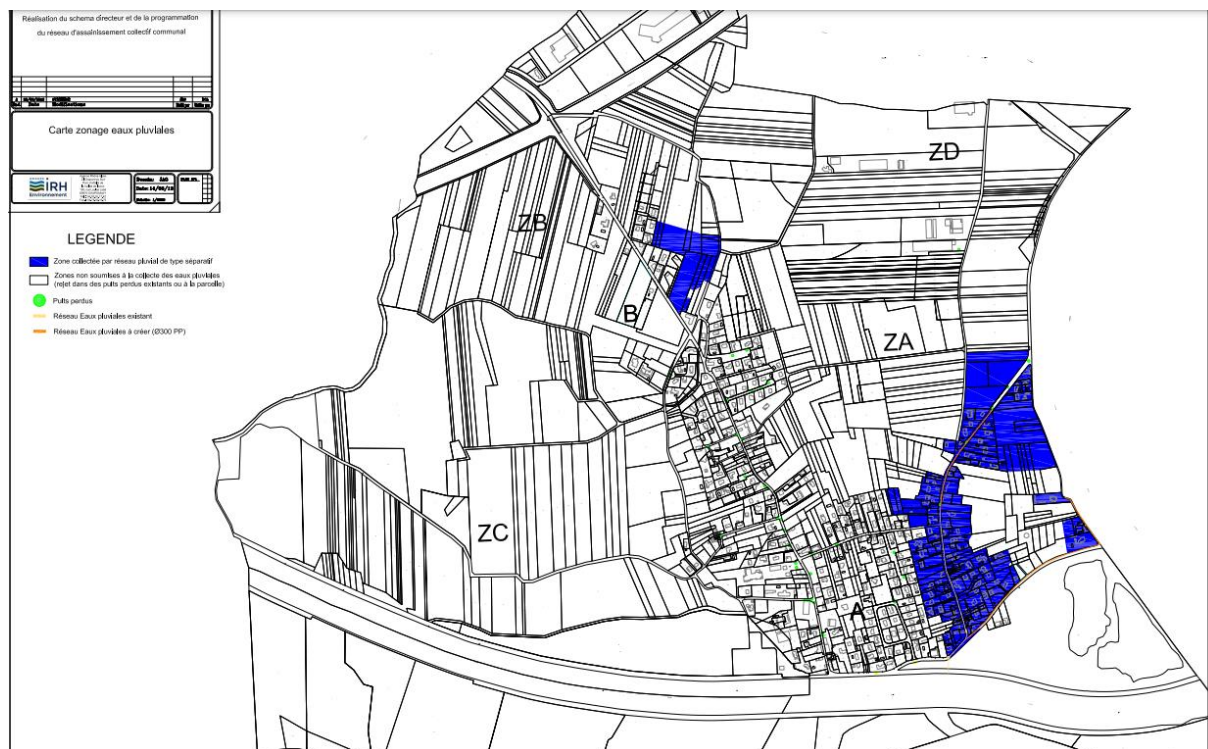 Réalisation du schema directeur et de la programmation
du réseau d'assainissement collectif communal
Date
Modifications
Carte zonage eaux pluviales
IRH
Environnement
LEGENDE
Zone collectée par réseau pluvial de type séparatif
Zones non soumises à la collecte des eaux pluviales
(rejet dans des puits perdus existants ou à la parcelle)
Puits perdus
Réseau Eaux pluviales existant
Réseau Eaux pluviales à créer (Ø300 PP)
ZD
ZB
B
ZA
ZC
A